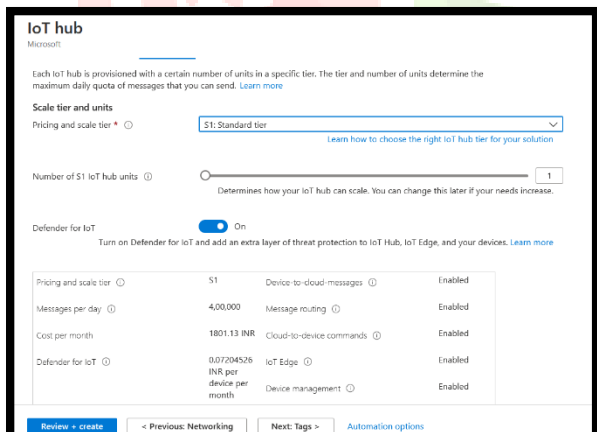 IoT hub
Microsoft
Each IoT hub is provisioned with a certain number of units in a specific tier. The tier and number of units determine the
maximum daily quota of messages that you can send. Learn more
Scale tier and units
Pricing and scale tier *
S1: Standard tier
Learn how to choose the right IoT hub tier for your solution
Number of S1 IoT hub units
1
Determines how your IoT hub can scale. You can change this later if your needs increase.
Defender for IoT
On
Turn on Defender for IoT and add an extra layer of threat protection to IoT Hub, IoT Edge, and your devices. Learn more
Pricing and scale tier S1 Device-to-cloud-messages Enabled
Messages per day 4,00,000 Message routing Enabled
Cost per month 1801.13 INR Cloud-to-device commands Enabled
Defender for IoT 0.07204526 IoT Edge Enabled
INR per
device per
month
Device management Enabled
Review + create < Previous: Networking Next: Tags > Automation options